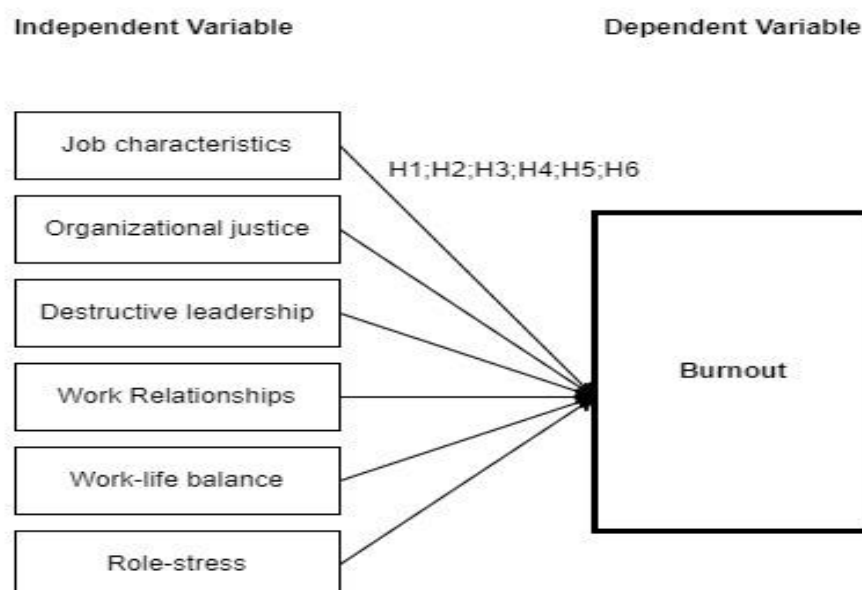 Independent Variable
Dependent Variable
Job characteristics
H1;H2;H3;H4;H5;H6
Organizational justice
Destructive leadership
Work Relationships
Burnout
Work-life balance
Role-stress